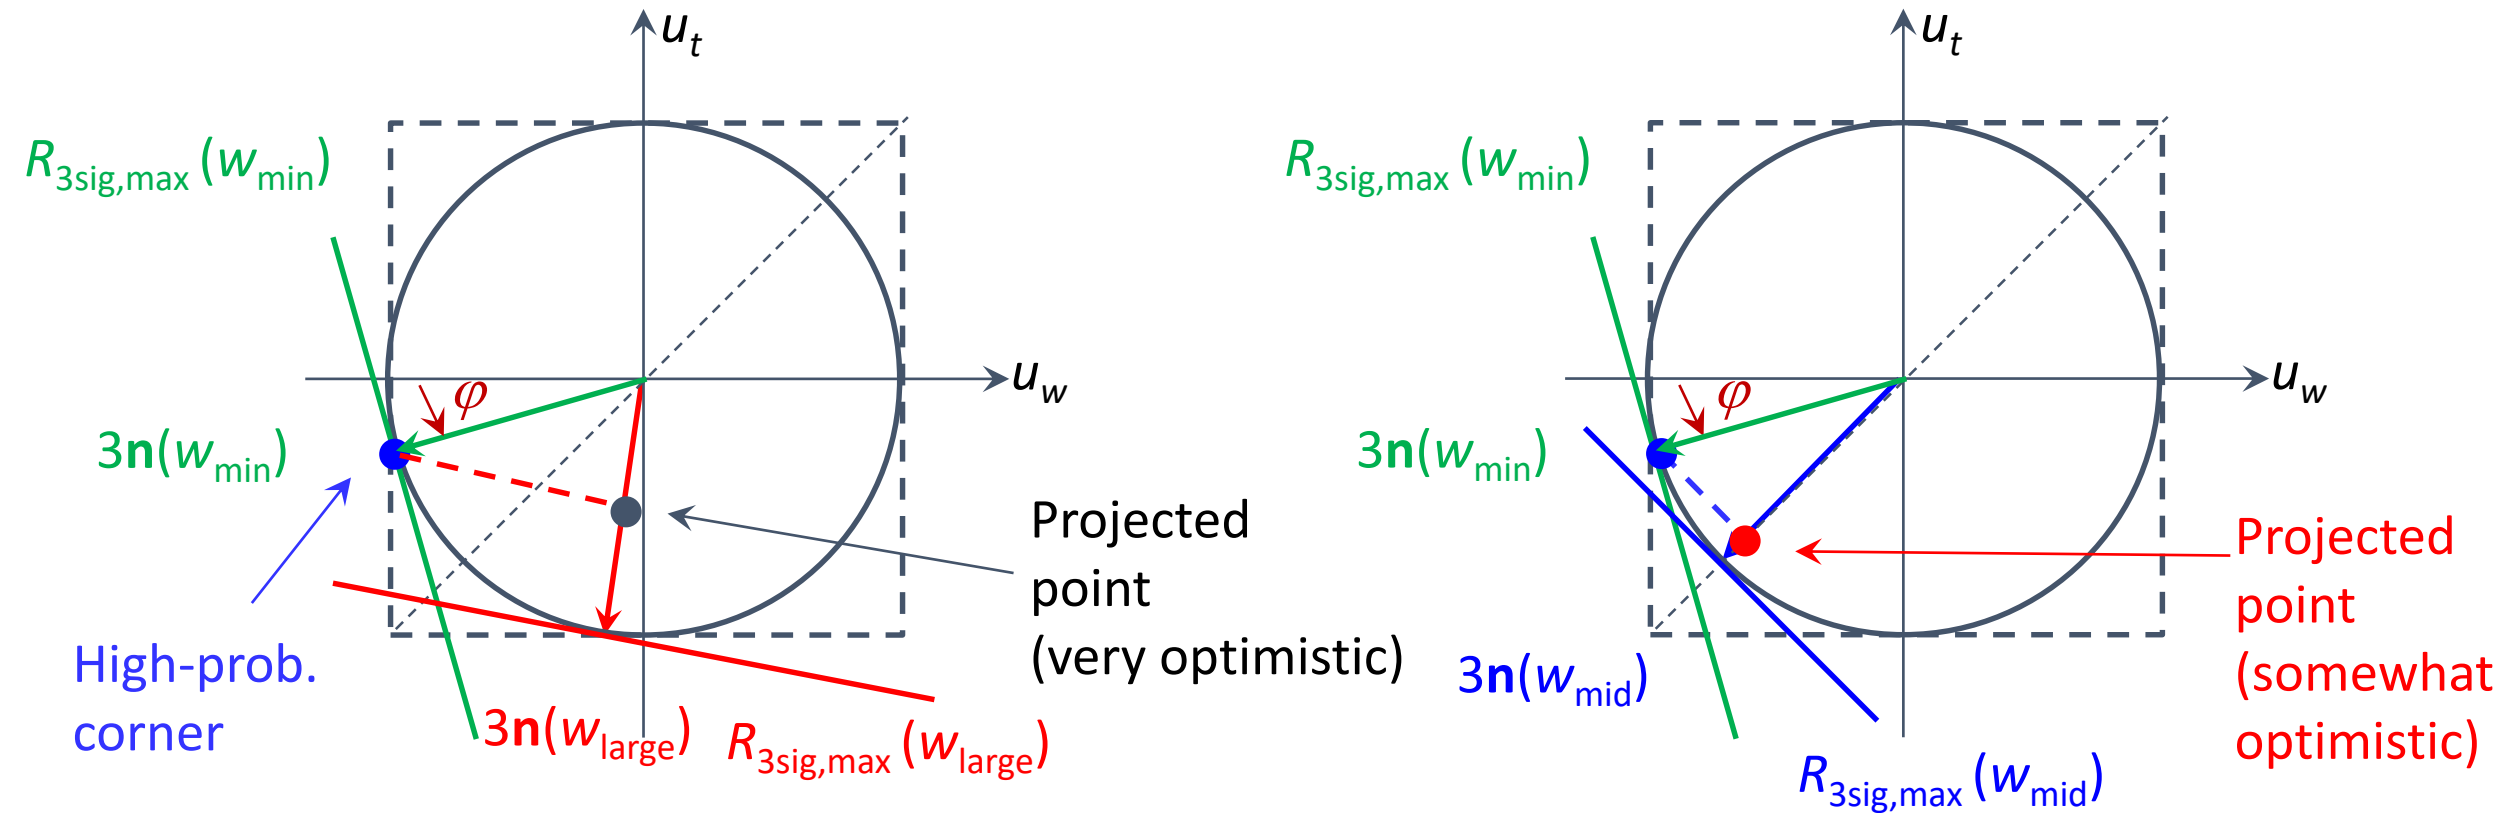 u_t
R_3sig,max (w_min)
φ
u_w
3n(w_min)
Projected
point
(very optimistic)
High-prob.
corner
3n(w_large)
R_3sig,max (w_large)
u_t
R_3sig,max (w_min)
φ
u_w
3n(w_min)
Projected
point
(somewhat
optimistic)
3n(w_mid)
R_3sig,max (w_mid)